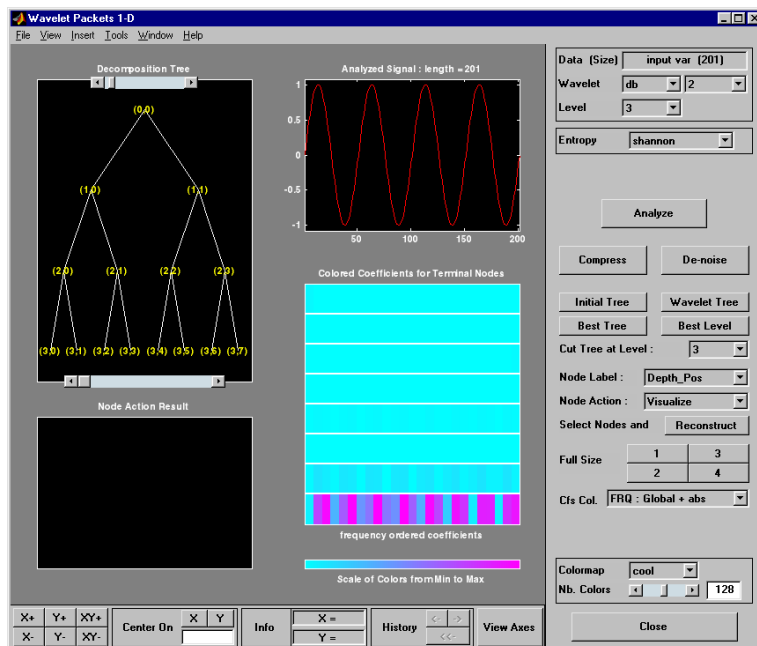 Wavelet Packets 1-D
File View Insert Tools Window Help
Decomposition Tree
(0,0)
(1,0) (1,1)
(2,0) (2,1) (2,2) (2,3)
(3,0) (3,1) (3,2) (3,3) (3,4) (3,5) (3,6) (3,7)
Node Action Result
Analyzed Signal : length = 201
1
0.5
0
-0.5
-1
50 100 150 200
Colored Coefficients for Terminal Nodes
frequency ordered coefficients
Scale of Colors from Min to Max
Data (Size) input var (201)
Wavelet db 2
Level 3
Entropy shannon
Analyze
Compress De-noise
Initial Tree Wavelet Tree
Best Tree Best Level
Cut Tree at Level : 3
Node Label : Depth_Pos
Node Action : Visualize
Select Nodes and Reconstruct
Full Size 1 3
2 4
Cfs Col. FRQ : Global + abs
Colormap cool
Nb. Colors 128
Close
X+ Y+ XY+
X- Y- XY-
Center On X Y
Info X =
Y =
History <- ->
<<-
View Axes